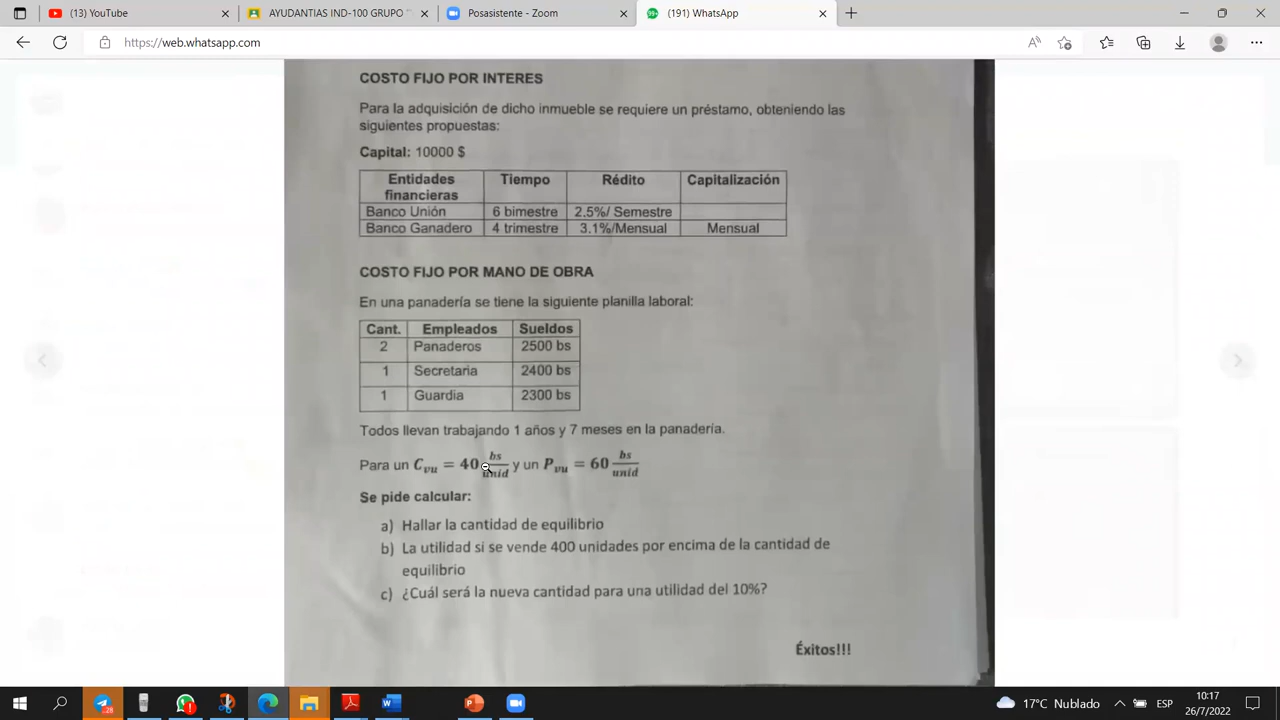 (13) YouTube
AYUDANTIAS IND-100 GRUPO "
Posasistente - Zoom
99+ (191) WhatsApp
https://web.whatsapp.com
COSTO FIJO POR INTERES
Para la adquisición de dicho inmueble se requiere un préstamo, obteniendo las
siguientes propuestas:
Capital: 10000 $
Entidades financieras Tiempo Rédito Capitalización
Banco Unión 6 bimestre 2.5%/ Semestre
Banco Ganadero 4 trimestre 3.1%/Mensual Mensual
COSTO FIJO POR MANO DE OBRA
En una panadería se tiene la siguiente planilla laboral:
Cant. Empleados Sueldos
2 Panaderos 2500 bs
1 Secretaria 2400 bs
1 Guardia 2300 bs
Todos llevan trabajando 1 años y 7 meses en la panadería.
Para un Cvu = 40 bs/unid y un Pvu = 60 bs/unid
Se pide calcular:
a) Hallar la cantidad de equilibrio
b) La utilidad si se vende 400 unidades por encima de la cantidad de
equilibrio
c) ¿Cuál será la nueva cantidad para una utilidad del 10%?
Éxitos!!!
17°C Nublado
ESP
10:17
26/7/2022